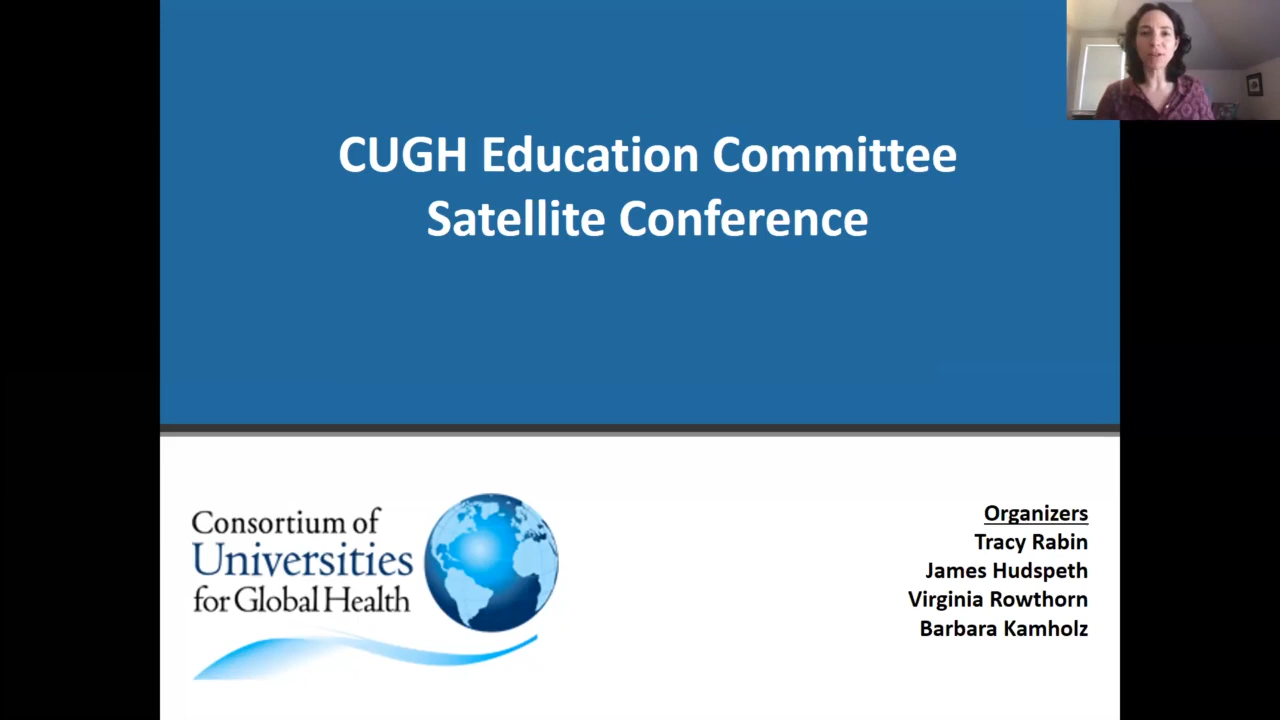 CUGH Education Committee
Satellite Conference
Consortium of
Universities
for Global Health
Organizers
Tracy Rabin
James Hudspeth
Virginia Rowthorn
Barbara Kamholz